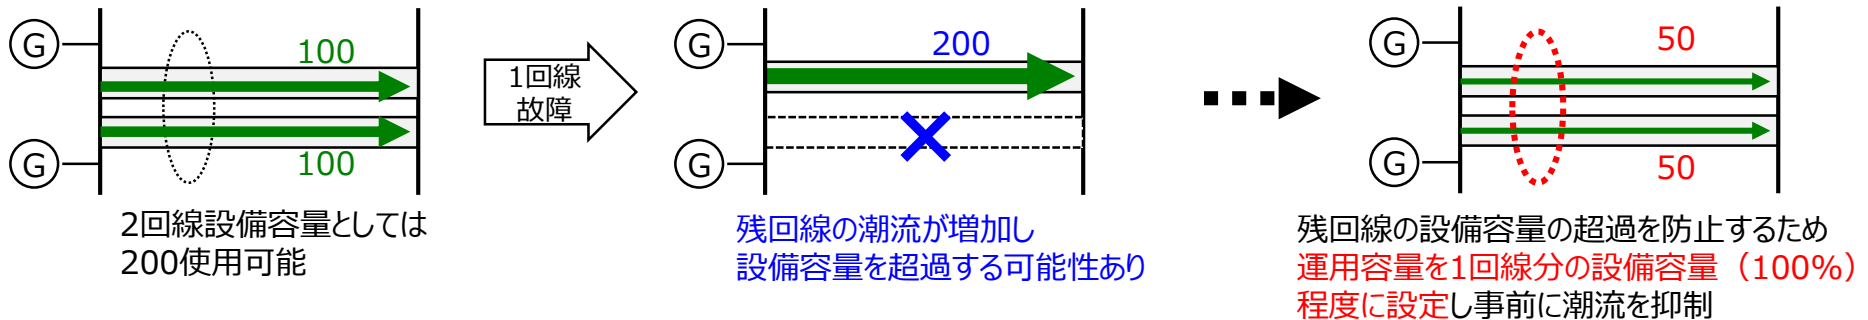 G
100
G
100
2回線設備容量としては
200使用可能
1回線
故障
G
200
G
残回線の潮流が増加し
設備容量を超過する可能性あり
G
50
G
50
残回線の設備容量の超過を防止するため
運用容量を1回線分の設備容量（100%）
程度に設定し事前に潮流を抑制